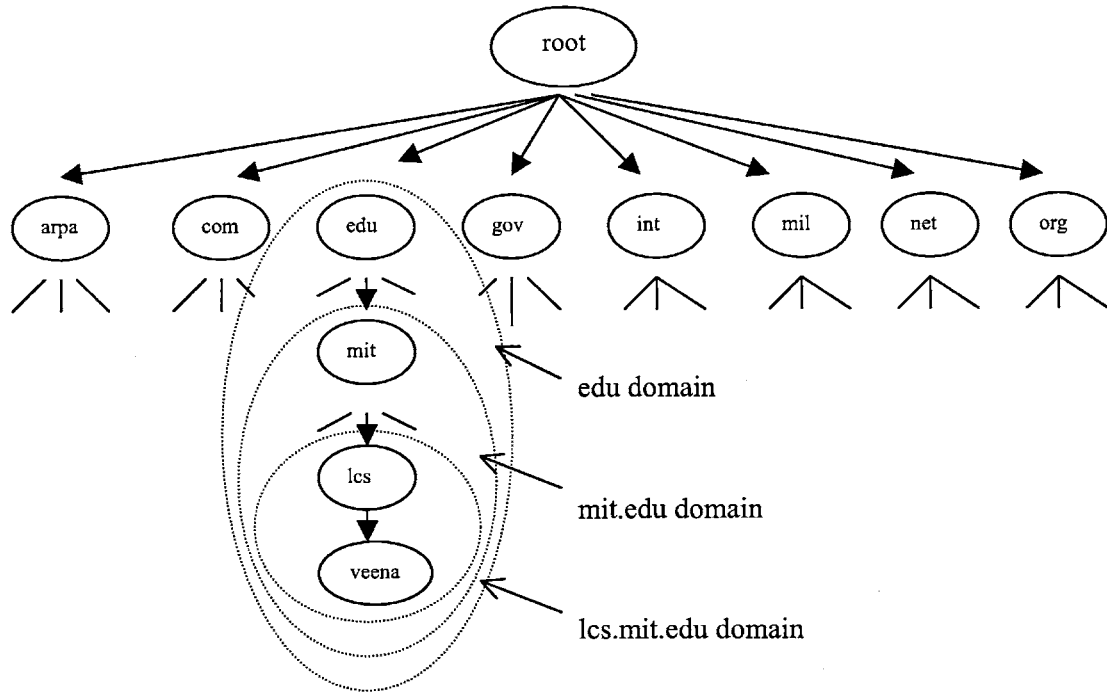 root
arpa
com
edu
gov
int
mil
net
org
mit
edu domain
lcs
mit.edu domain
veena
lcs.mit.edu domain